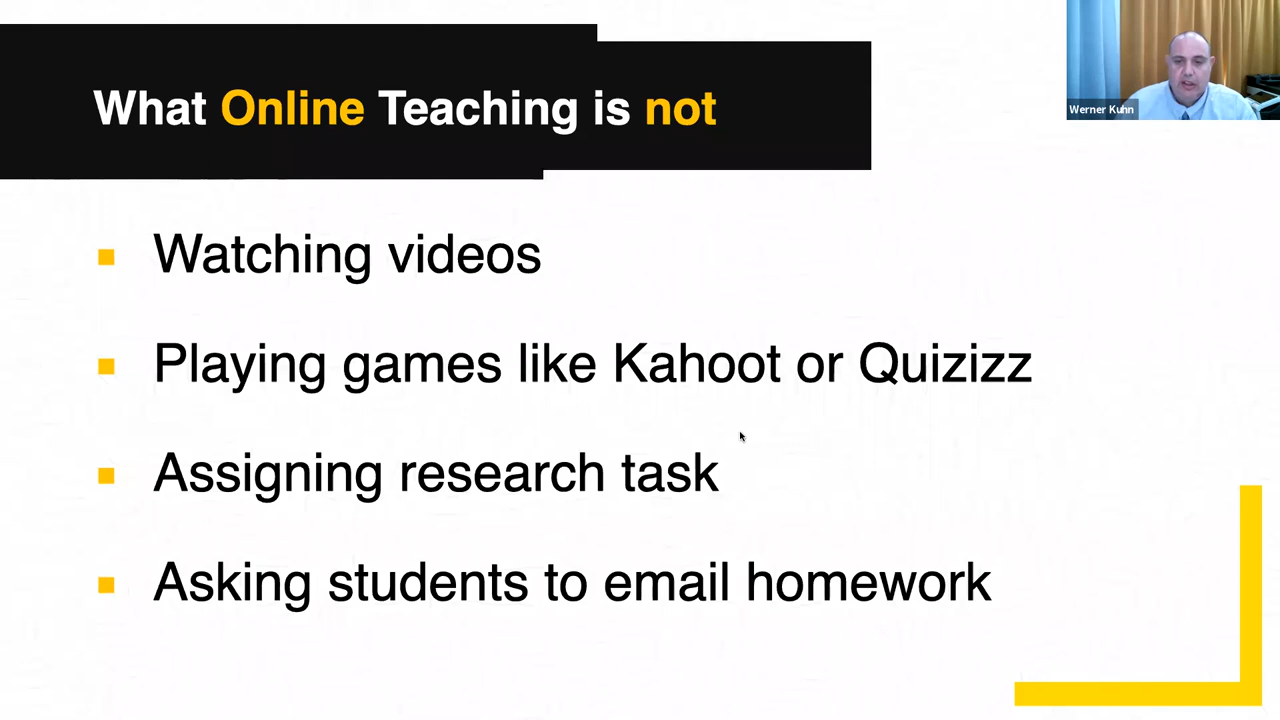 What Online Teaching is not
Werner Kuhn
Watching videos
Playing games like Kahoot or Quizizz
Assigning research task
Asking students to email homework